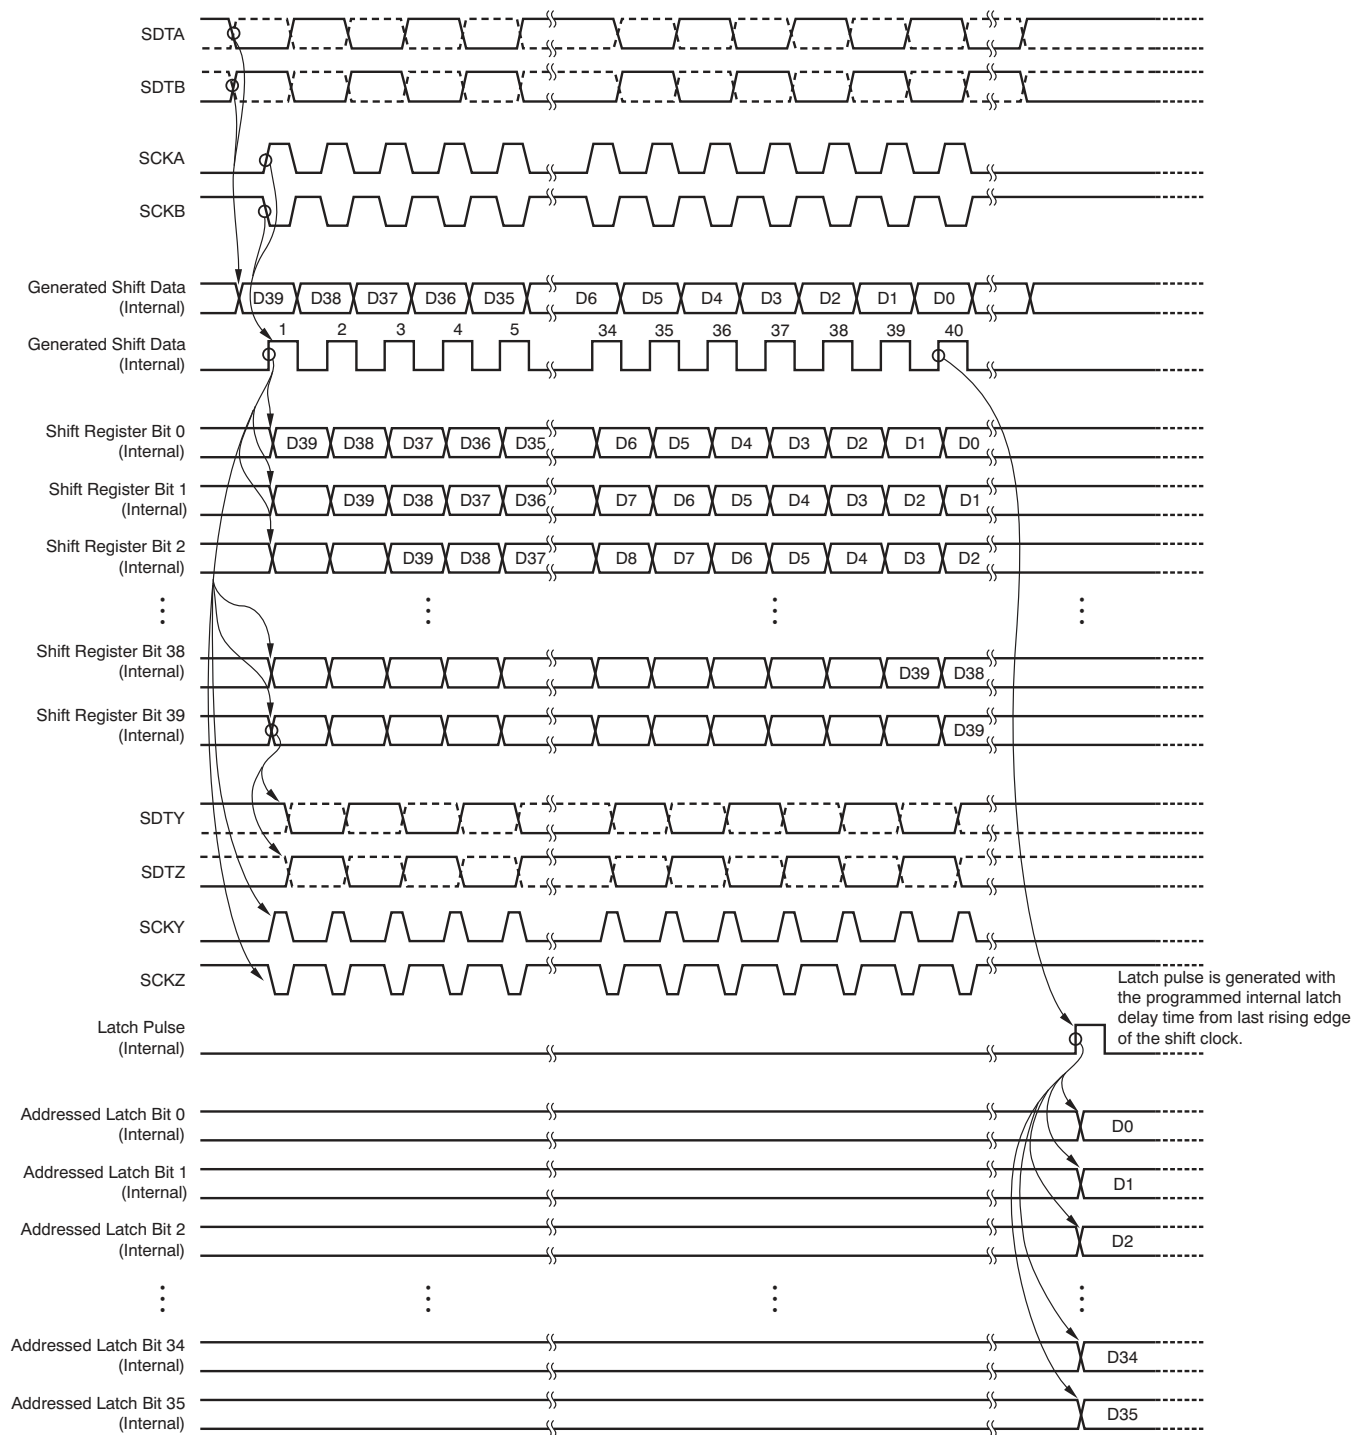 SDTA
SDTB
SCKA
SCKB
Generated Shift Data
(Internal)
D39 D38 D37 D36 D35 D6 D5 D4 D3 D2 D1 D0
1 2 3 4 5 34 35 36 37 38 39 40
Generated Shift Data
(Internal)
Shift Register Bit 0
(Internal)
D39 D38 D37 D36 D35 D6 D5 D4 D3 D2 D1 D0
Shift Register Bit 1
(Internal)
D39 D38 D37 D36 D7 D6 D5 D4 D3 D2 D1
Shift Register Bit 2
(Internal)
D39 D38 D37 D8 D7 D6 D5 D4 D3 D2
Shift Register Bit 38
(Internal)
D39 D38
Shift Register Bit 39
(Internal)
D39
SDTY
SDTZ
SCKY
SCKZ
Latch pulse is generated with
the programmed internal latch
delay time from last rising edge
of the shift clock.
Latch Pulse
(Internal)
Addressed Latch Bit 0
(Internal)
D0
Addressed Latch Bit 1
(Internal)
D1
Addressed Latch Bit 2
(Internal)
D2
Addressed Latch Bit 34
(Internal)
D34
Addressed Latch Bit 35
(Internal)
D35